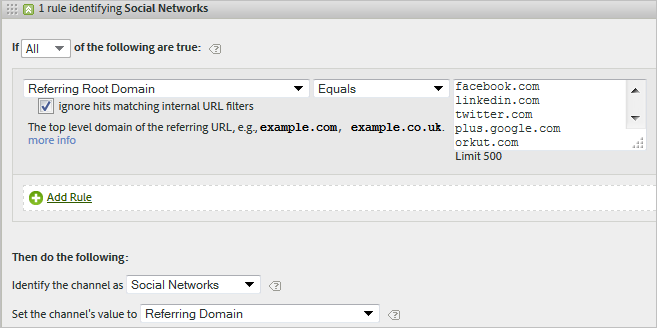 1 rule identifying Social Networks
If All of the following are true:
Referring Root Domain Equals
facebook.com
linkedin.com
twitter.com
plus.google.com
orkut.com
ignore hits matching internal URL filters
The top level domain of the referring URL, e.g., example.com, example.co.uk.
more info
Limit 500
Add Rule
Then do the following:
Identify the channel as Social Networks
Set the channel's value to Referring Domain